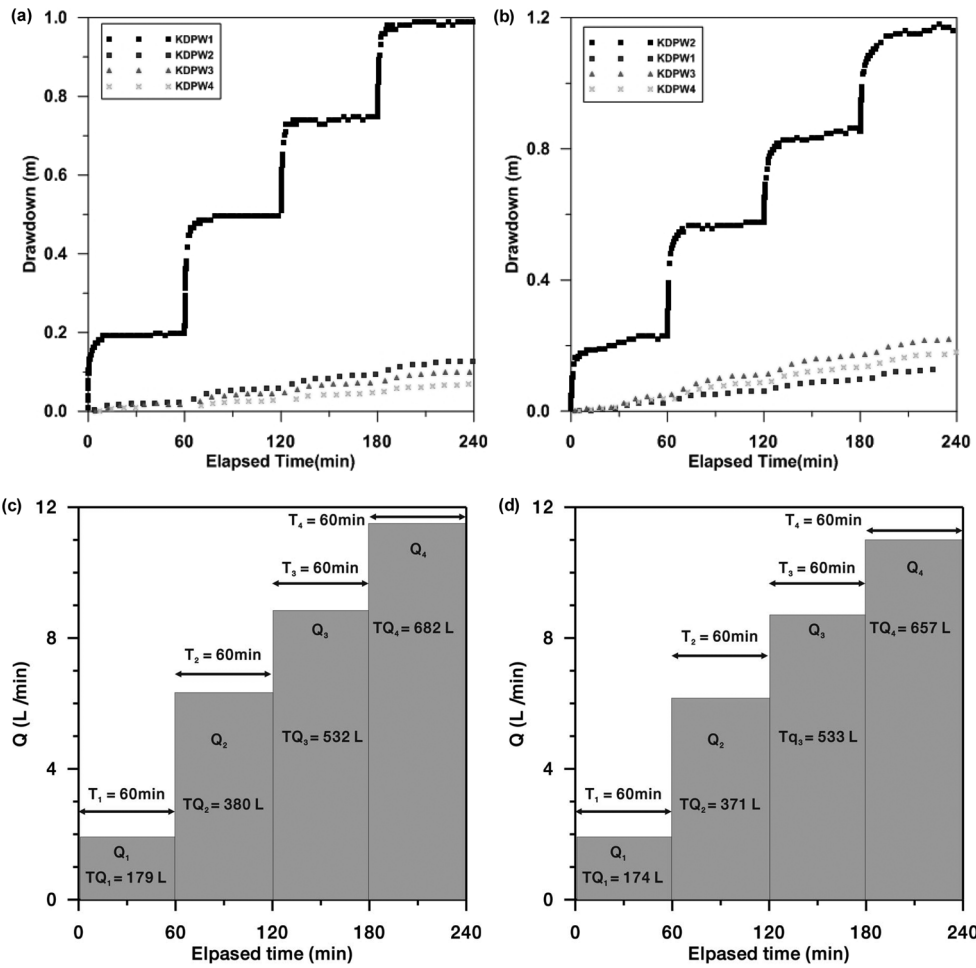 (a)
1.0
0.8
0.6
0.4
0.2
0.0
Drawdown (m)
KDPW1
KDPW2
KDPW3
KDPW4
0 60 120 180 240
Elapsed Time(min)
(b)
1.2
0.8
0.4
0.0
Drawdown (m)
KDPW2
KDPW1
KDPW3
KDPW4
0 60 120 180 240
Elapsed Time(min)
(c)
12
8
4
0
Q (L /min)
T₄ = 60min
Q₄
T₃ = 60min
Q₃
TQ₄ = 682 L
T₂ = 60min
Q₂
TQ₃ = 532 L
T₁ = 60min
TQ₂ = 380 L
Q₁
TQ₁ = 179 L
0 60 120 180 240
Elpased time (min)
(d)
12
8
4
0
Q (L /min)
T₄ = 60min
Q₄
T₃ = 60min
Q₃
TQ₄ = 657 L
T₂ = 60min
Q₂
Tq₃ = 533 L
T₁ = 60min
TQ₂ = 371 L
Q₁
TQ₁ = 174 L
0 60 120 180 240
Elpased time (min)